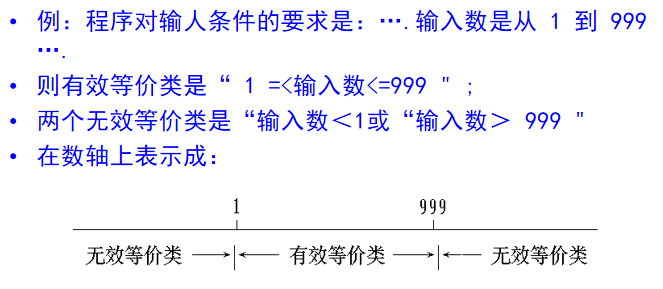 • 例：程序对输人条件的要求是：….输入数是从 1 到 999
….
• 则有效等价类是“ 1 =<输入数<=999 " ;
• 两个无效等价类是“输入数＜1或“输入数＞ 999 "
• 在数轴上表示成：
1 999
无效等价类 有效等价类 无效等价类